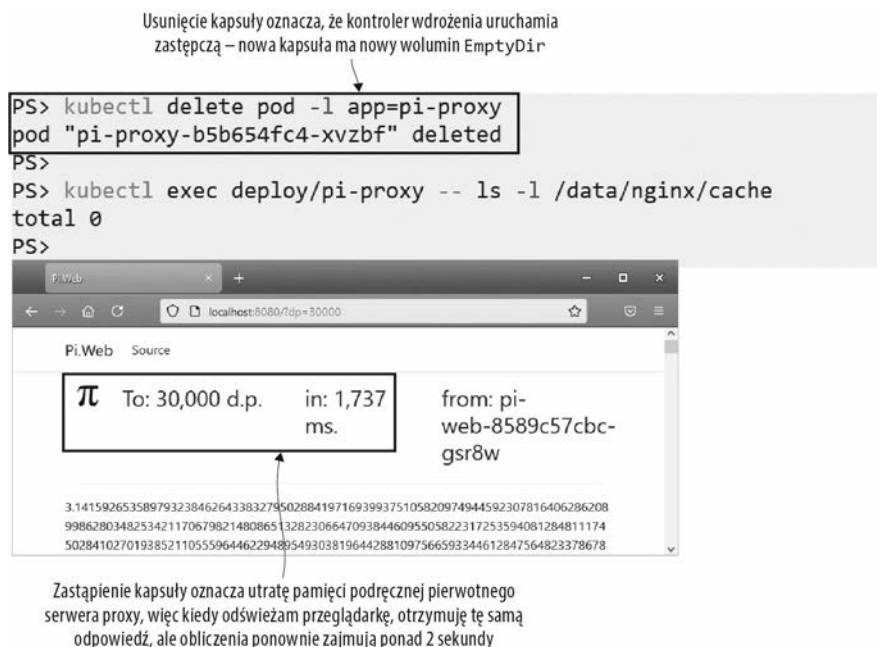 Usunięcie kapsuły oznacza, że kontroler wdrożenia uruchamia
zastępczą – nowa kapsuła ma nowy wolumin EmptyDir
PS> kubectl delete pod -l app=pi-proxy
pod "pi-proxy-b5b654fc4-xvzbf" deleted
PS>
PS> kubectl exec deploy/pi-proxy -- ls -l /data/nginx/cache
total 0
PS>
Pi.Web
localhost:8080/?dp=30000
Pi.Web Source
π To: 30,000 d.p. in: 1,737 from: pi-
ms. web-8589c57cbc-
gsr8w
3.141592653589793238462643383279502884197169399375105820974944592307816406286208
99862803482534211706798214808651328230664709384460955058223172535940812848111174
5028410270193852110555964462294895493038196442881097566593344612847564823378678
Zastąpienie kapsuły oznacza utratę pamięci podręcznej pierwotnego
serwera proxy, więc kiedy odświeżam przeglądarkę, otrzymuję tę samą
odpowiedź, ale obliczenia ponownie zajmują ponad 2 sekundy